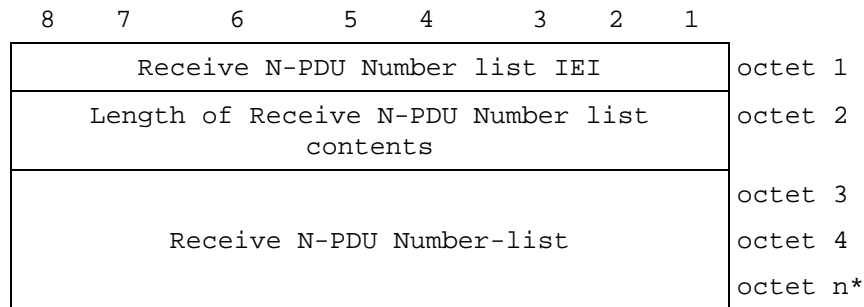 8 7 6 5 4 3 2 1
Receive N-PDU Number list IEI octet 1
Length of Receive N-PDU Number list octet 2
contents
octet 3
Receive N-PDU Number-list octet 4
octet n*